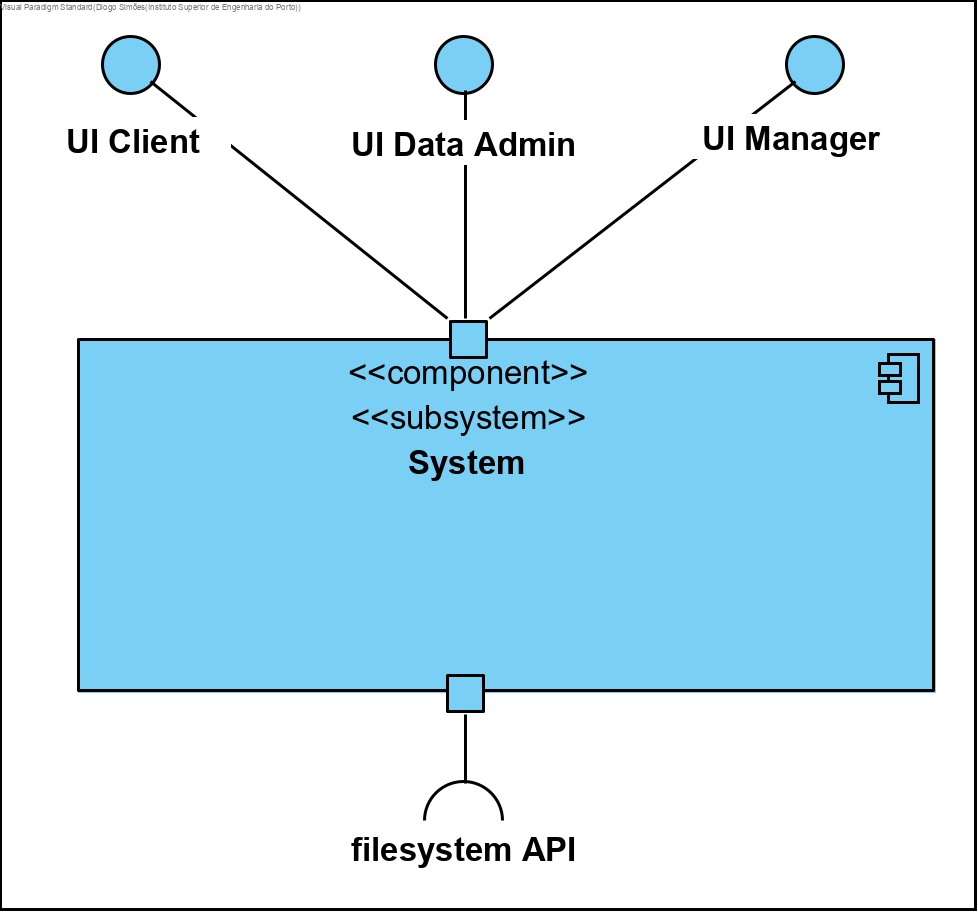 Visual Paradigm Standard(Diogo Simões(Instituto Superior de Engenharia do Porto))
UI Client
UI Data Admin
UI Manager
<<component>>
<<subsystem>>
System
filesystem API